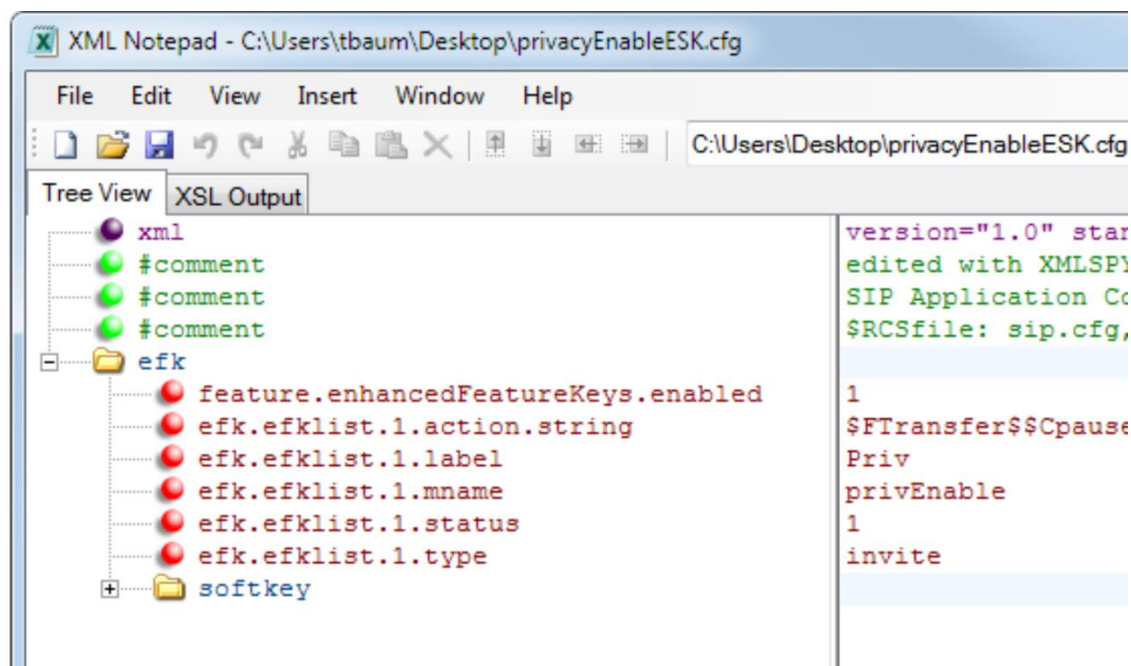 XML Notepad - C:\Users\tbaum\Desktop\privacyEnableESK.cfg
File Edit View Insert Window Help
C:\Users\Desktop\privacyEnableESK.cfg
Tree View XSL Output
xml version="1.0" star
#comment edited with XMLSPY
#comment SIP Application Co
#comment $RCSfile: sip.cfg,
efk
feature.enhancedFeatureKeys.enabled 1
efk.efklist.1.action.string $FTransfer$$Cpause
efk.efklist.1.label Priv
efk.efklist.1.mname privEnable
efk.efklist.1.status 1
efk.efklist.1.type invite
softkey